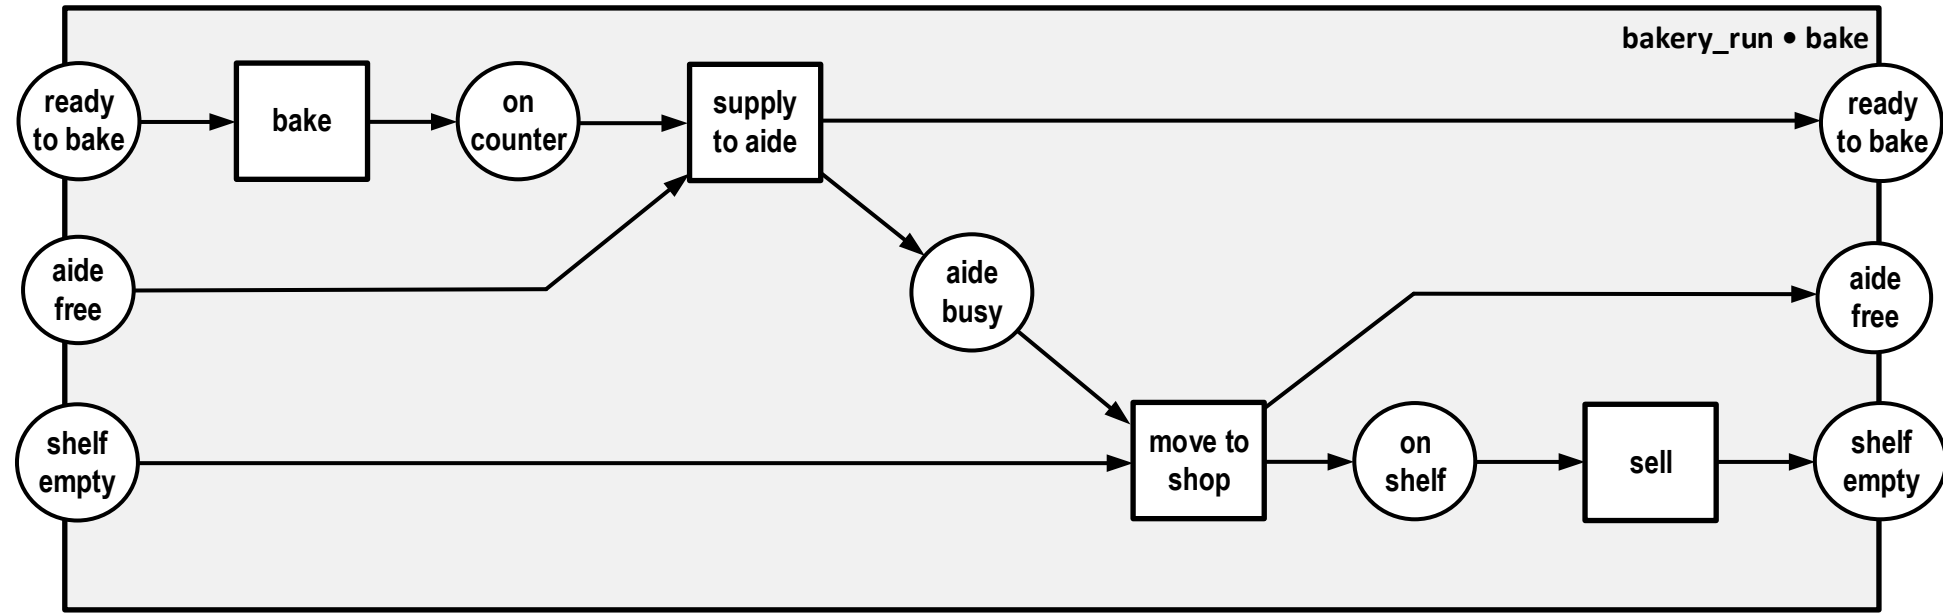 bakery_run • bake
ready
to bake
bake
on
counter
supply
to aide
ready
to bake
aide
free
aide
busy
aide
free
shelf
empty
move to
shop
on
shelf
sell
shelf
empty